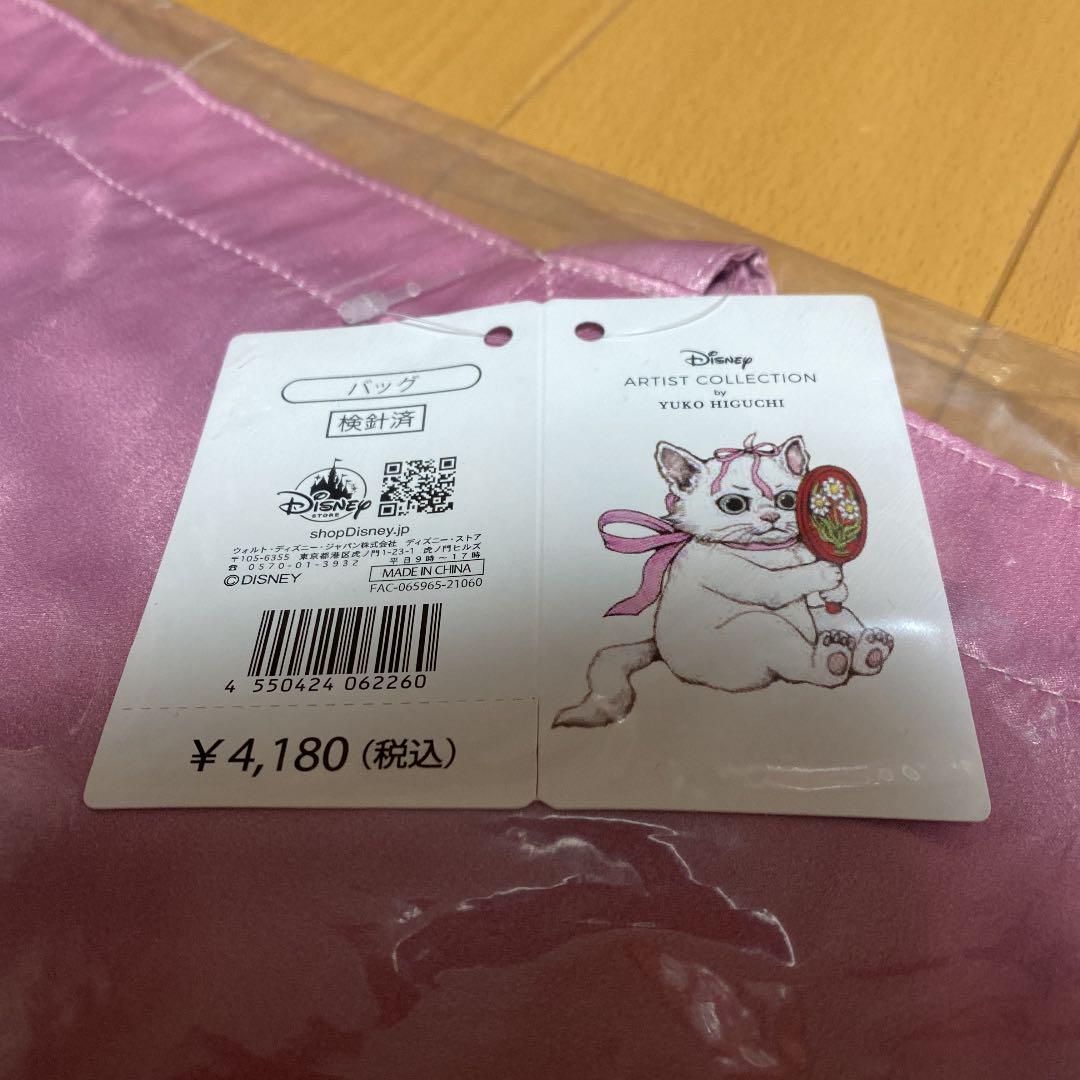 バッグ
検針済
Disney
STORE
shopDisney.jp
ウォルト・ディズニー・ジャパン株式会社 ディズニー・ストア
〒105-6355 東京都港区虎ノ門1-23-1 虎ノ門ヒルズ
☎ 0570-01-3932 平日9時~17時
©DISNEY MADE IN CHINA
FAC-065965-21060
4 550424 062260
¥4,180(税込)
Disney
ARTIST COLLECTION
by
YUKO HIGUCHI